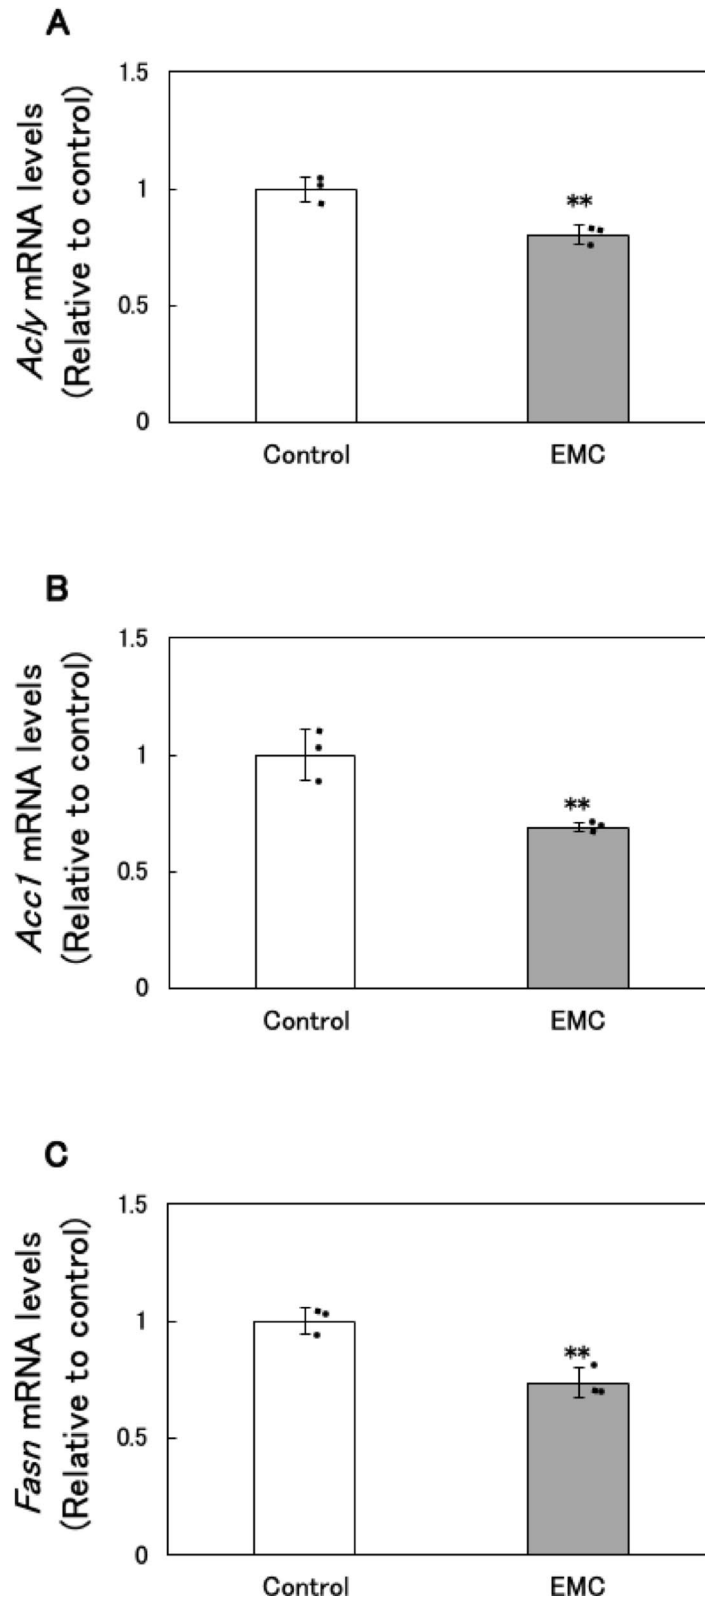 A
Acly mRNA levels
(Relative to control)
1.5
1
0.5
0
**
Control
EMC
B
Acc1 mRNA levels
(Relative to control)
1.5
1
0.5
0
**
Control
EMC
C
Fasn mRNA levels
(Relative to control)
1.5
1
0.5
0
**
Control
EMC